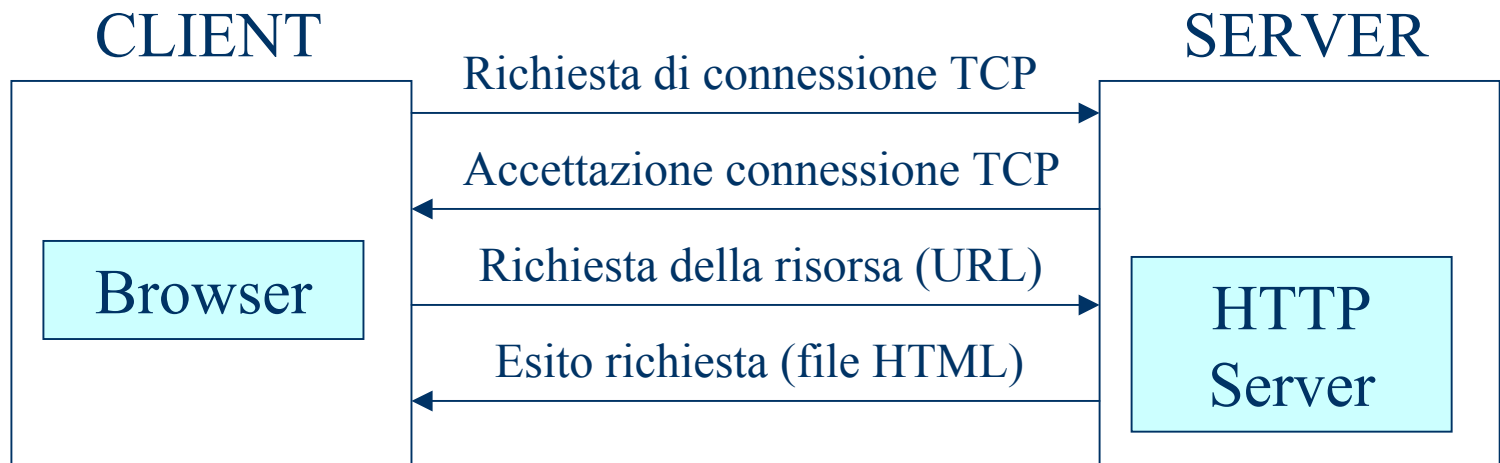 CLIENT
SERVER
Richiesta di connessione TCP
Accettazione connessione TCP
Richiesta della risorsa (URL)
Esito richiesta (file HTML)
Browser
HTTP
Server